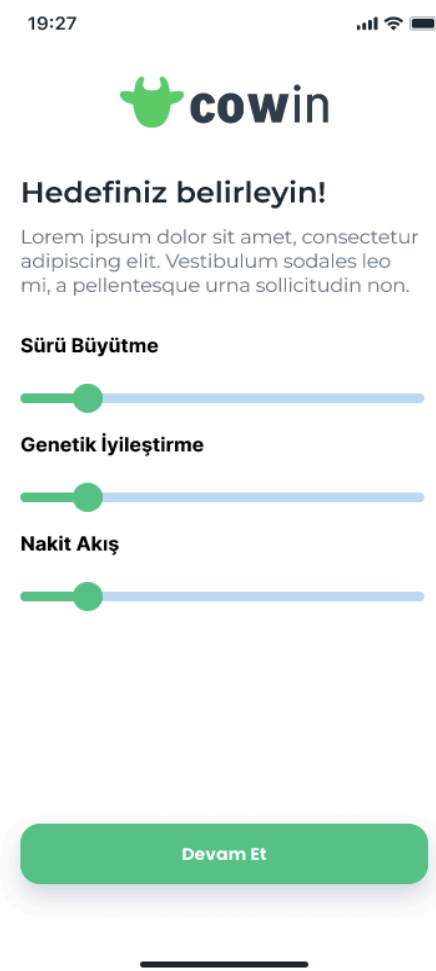 19:27
cowin
Hedefiniz belirleyin!
Lorem ipsum dolor sit amet, consectetur
adipiscing elit. Vestibulum sodales leo
mi, a pellentesque urna sollicitudin non.
Sürü Büyütme
Genetik İyileştirme
Nakit Akış
Devam Et